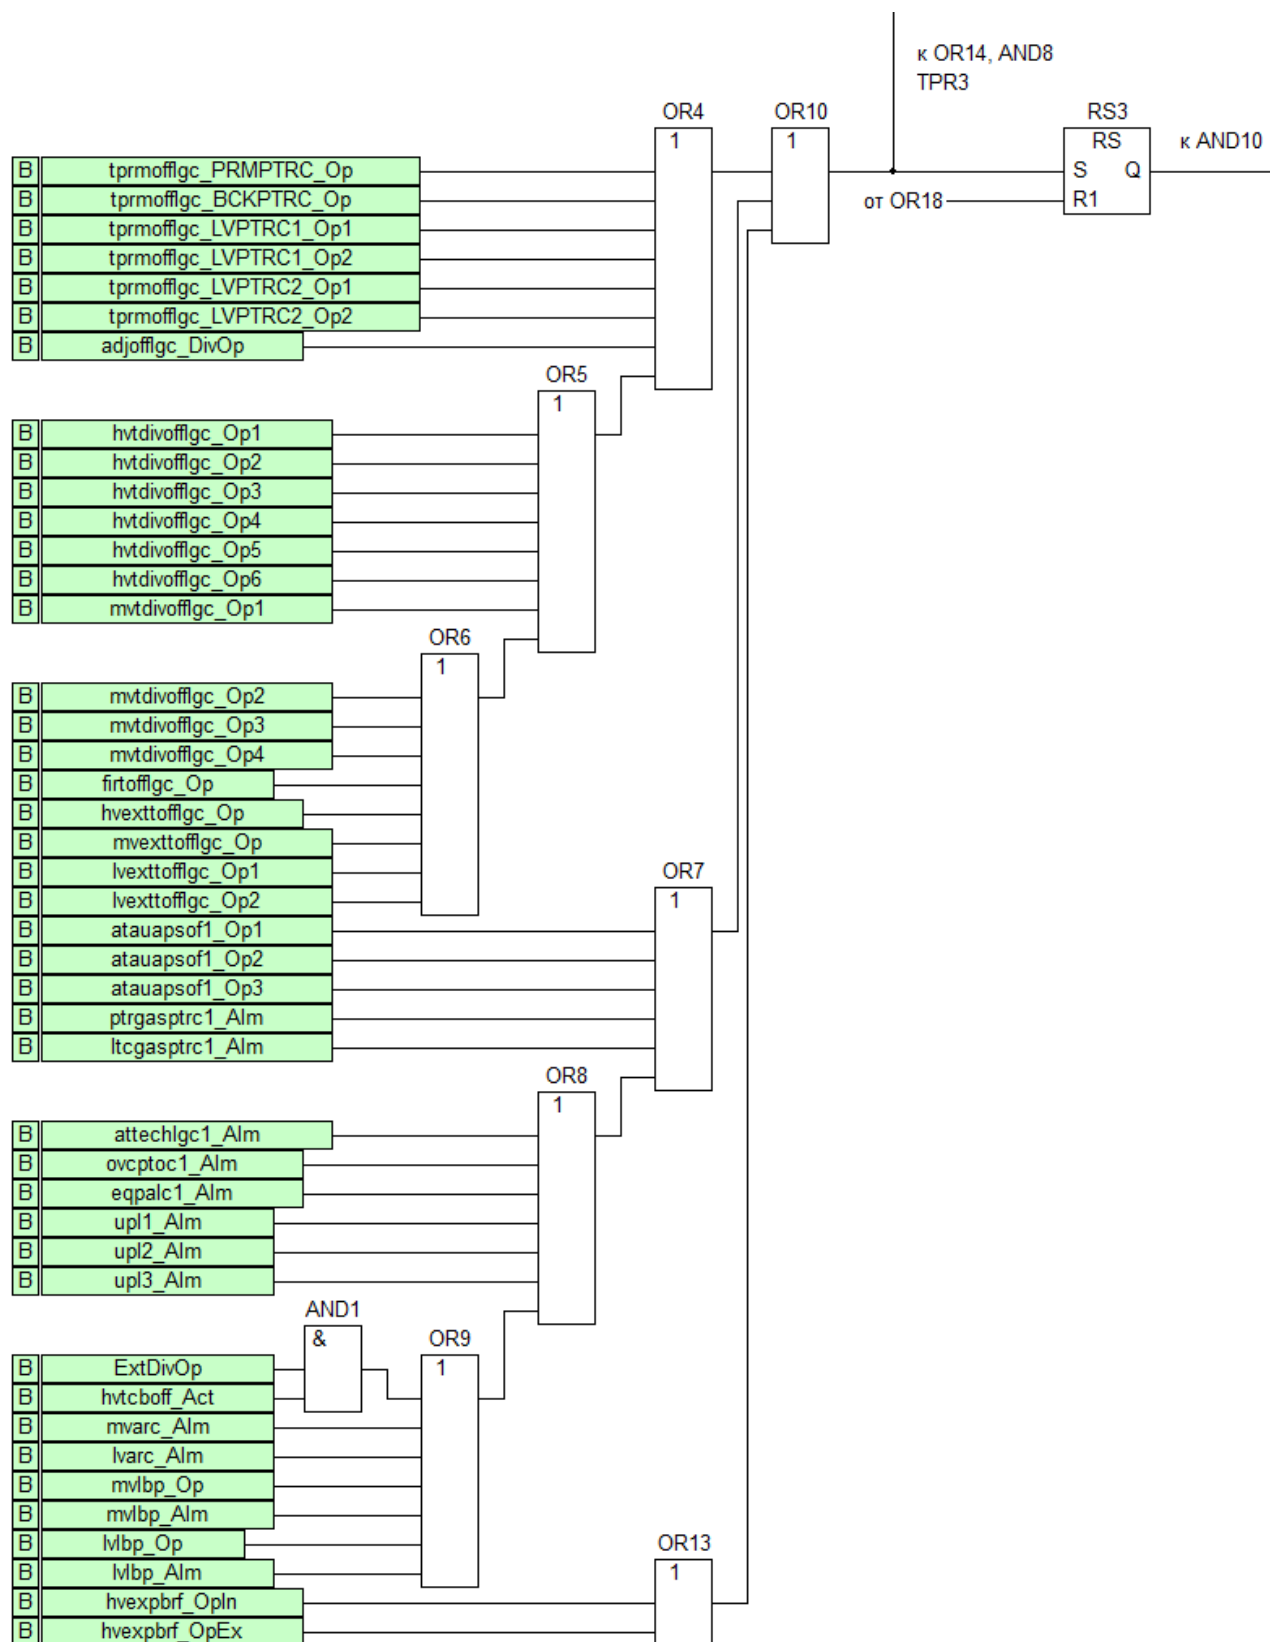 к OR14, AND8
TPR3
OR4
1
OR10
1
RS3
RS
S Q
R1
к AND10
от OR18
B tprmofflgc_PRMPTRC_Op
B tprmofflgc_BCKPTRC_Op
B tprmofflgc_LVPTRC1_Op1
B tprmofflgc_LVPTRC1_Op2
B tprmofflgc_LVPTRC2_Op1
B tprmofflgc_LVPTRC2_Op2
B adjofflgc_DivOp
OR5
1
B hvtdivofflgc_Op1
B hvtdivofflgc_Op2
B hvtdivofflgc_Op3
B hvtdivofflgc_Op4
B hvtdivofflgc_Op5
B hvtdivofflgc_Op6
B mvtdivofflgc_Op1
OR6
1
B mvtdivofflgc_Op2
B mvtdivofflgc_Op3
B mvtdivofflgc_Op4
B firtofflgc_Op
B hvexttofflgc_Op
B mvexttofflgc_Op
B lvexttofflgc_Op1
B lvexttofflgc_Op2
OR7
1
B atauapsof1_Op1
B atauapsof1_Op2
B atauapsof1_Op3
B ptrgasptrc1_Alm
B ltcgasptrc1_Alm
OR8
1
B attechlgc1_Alm
B ovcptoc1_Alm
B eqpalc1_Alm
B upl1_Alm
B upl2_Alm
B upl3_Alm
AND1
&
OR9
1
B ExtDivOp
B hvtcboff_Act
B mvarc_Alm
B lvarc_Alm
B mvlbp_Op
B mvlbp_Alm
B lvlbp_Op
B lvlbp_Alm
OR13
1
B hvexpbrf_OpIn
B hvexpbrf_OpEx